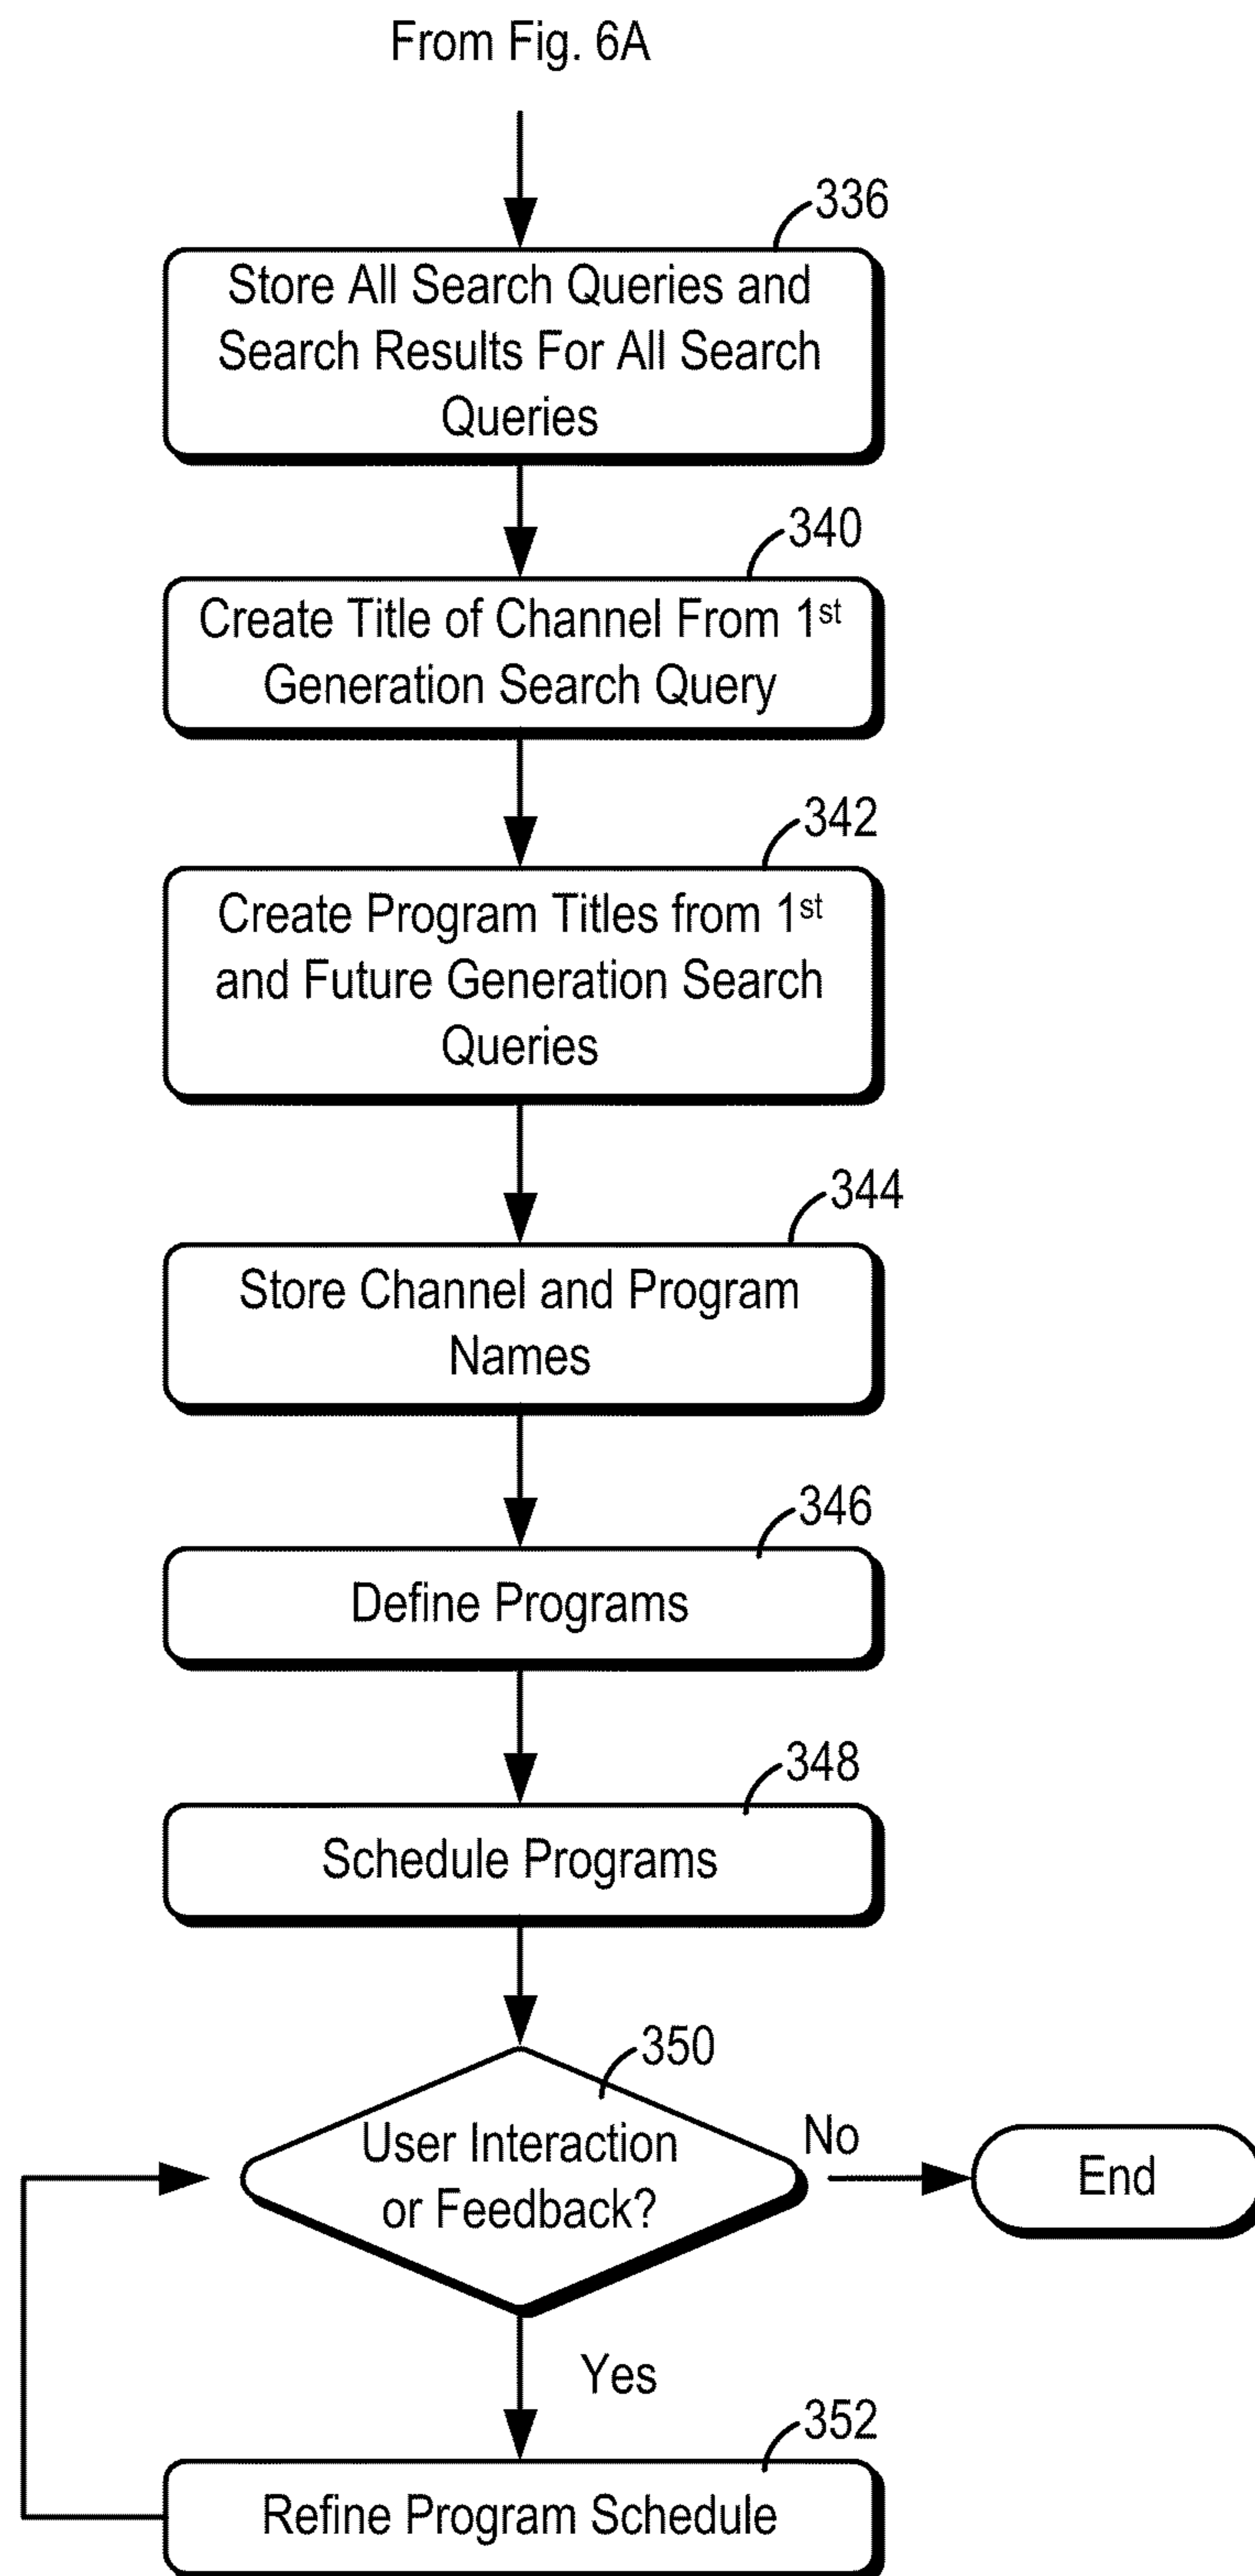 From Fig. 6A
336
Store All Search Queries and
Search Results For All Search
Queries
340
Create Title of Channel From 1st
Generation Search Query
342
Create Program Titles from 1st
and Future Generation Search
Queries
344
Store Channel and Program
Names
346
Define Programs
348
Schedule Programs
350
User Interaction
or Feedback?
No
End
Yes
352
Refine Program Schedule